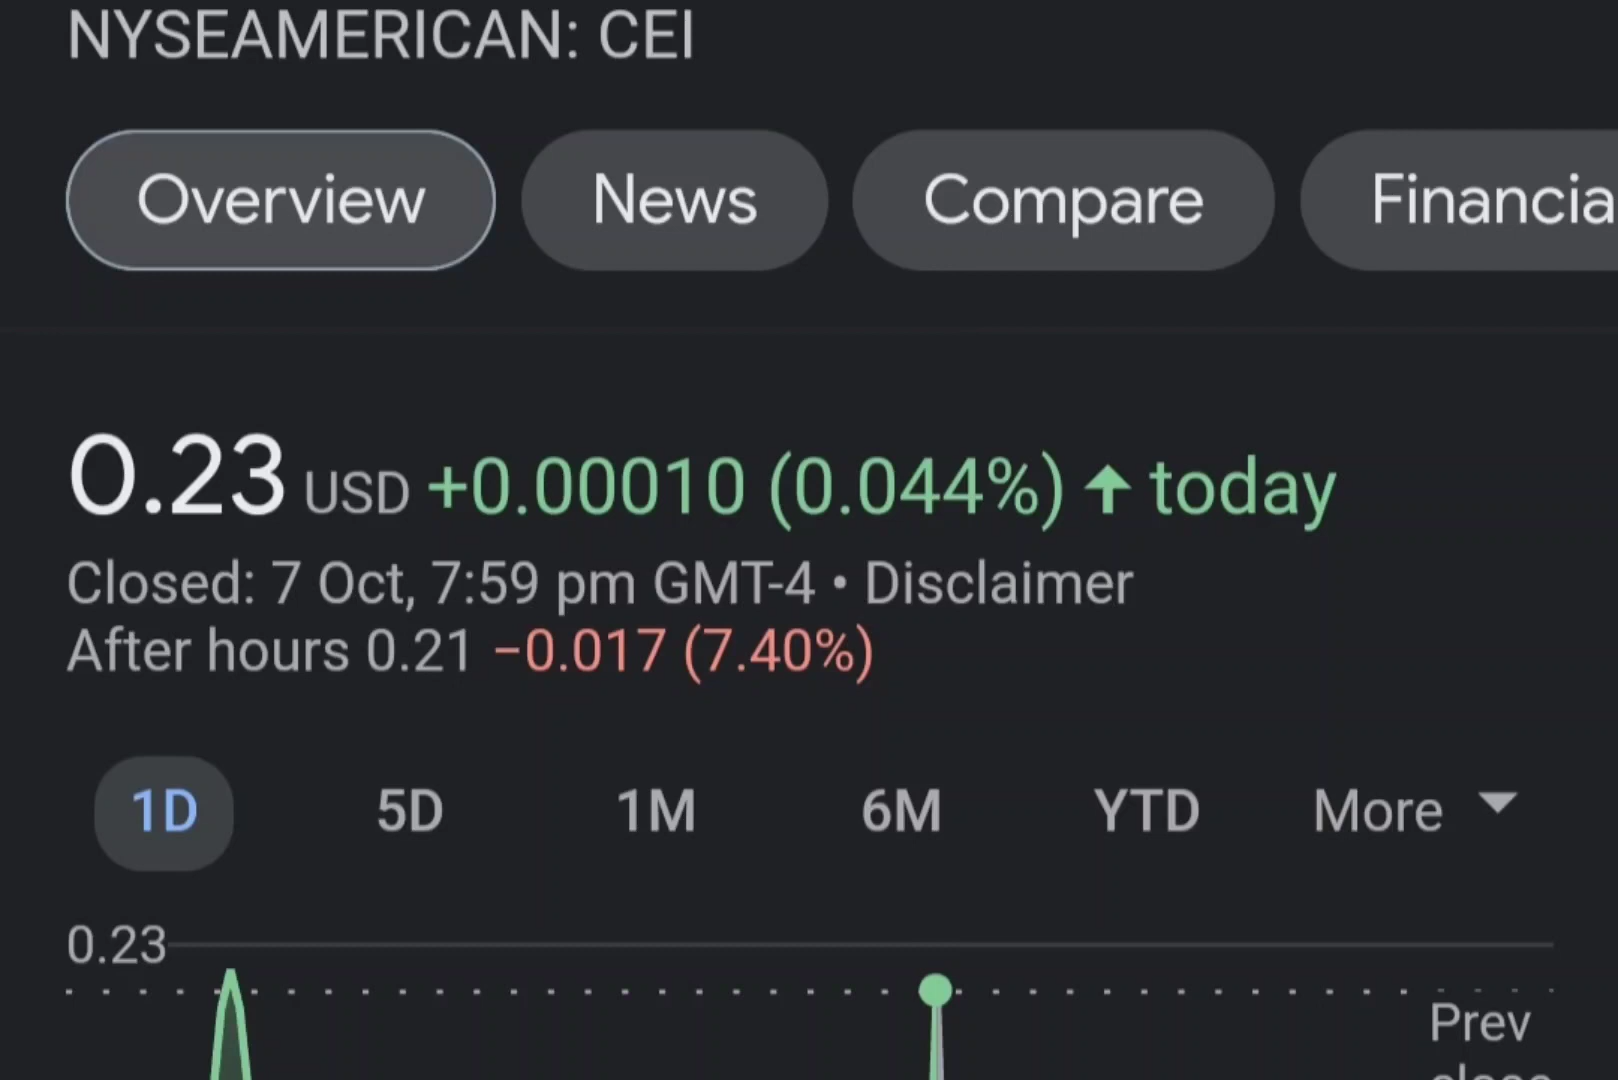 NYSEAMERICAN: CEI
Overview News Compare Financia
0.23 USD +0.00010 (0.044%) ↑ today
Closed: 7 Oct, 7:59 pm GMT-4 • Disclaimer
After hours 0.21 −0.017 (7.40%)
1D 5D 1M 6M YTD More
0.23
Prev
close